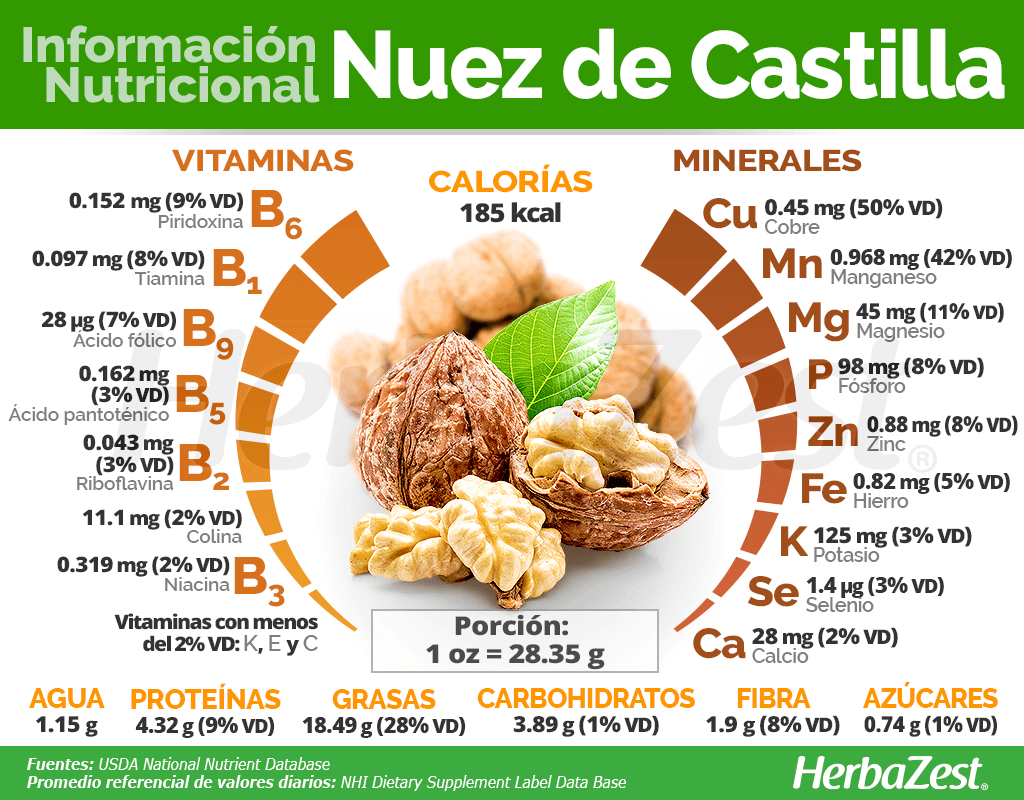 Información
Nutricional
Nuez de Castilla
VITAMINAS
0.152 mg (9% VD)
Piridoxina
B6
0.097 mg (8% VD)
Tiamina
B1
28 µg (7% VD)
Ácido fólico
B9
0.162 mg
(3% VD)
Ácido pantoténico
B5
0.043 mg
(3% VD)
Riboflavina
B2
11.1 mg (2% VD)
Colina
0.319 mg (2% VD)
Niacina
B3
Vitaminas con menos
del 2% VD: K, E y C
CALORÍAS
185 kcal
MINERALES
Cu 0.45 mg (50% VD)
Cobre
Mn 0.968 mg (42% VD)
Manganeso
Mg 45 mg (11% VD)
Magnesio
P 98 mg (8% VD)
Fósforo
Zn 0.88 mg (8% VD)
Zinc
Fe 0.82 mg (5% VD)
Hierro
K 125 mg (3% VD)
Potasio
Se 1.4 µg (3% VD)
Selenio
Ca 28 mg (2% VD)
Calcio
HerbaZest®
Porción:
1 oz = 28.35 g
AGUA
1.15 g
PROTEÍNAS
4.32 g (9% VD)
GRASAS
18.49 g (28% VD)
CARBOHIDRATOS
3.89 g (1% VD)
FIBRA
1.9 g (8% VD)
AZÚCARES
0.74 g (1% VD)
Fuentes: USDA National Nutrient Database
Promedio referencial de valores diarios: NHI Dietary Supplement Label Data Base
HerbaZest®